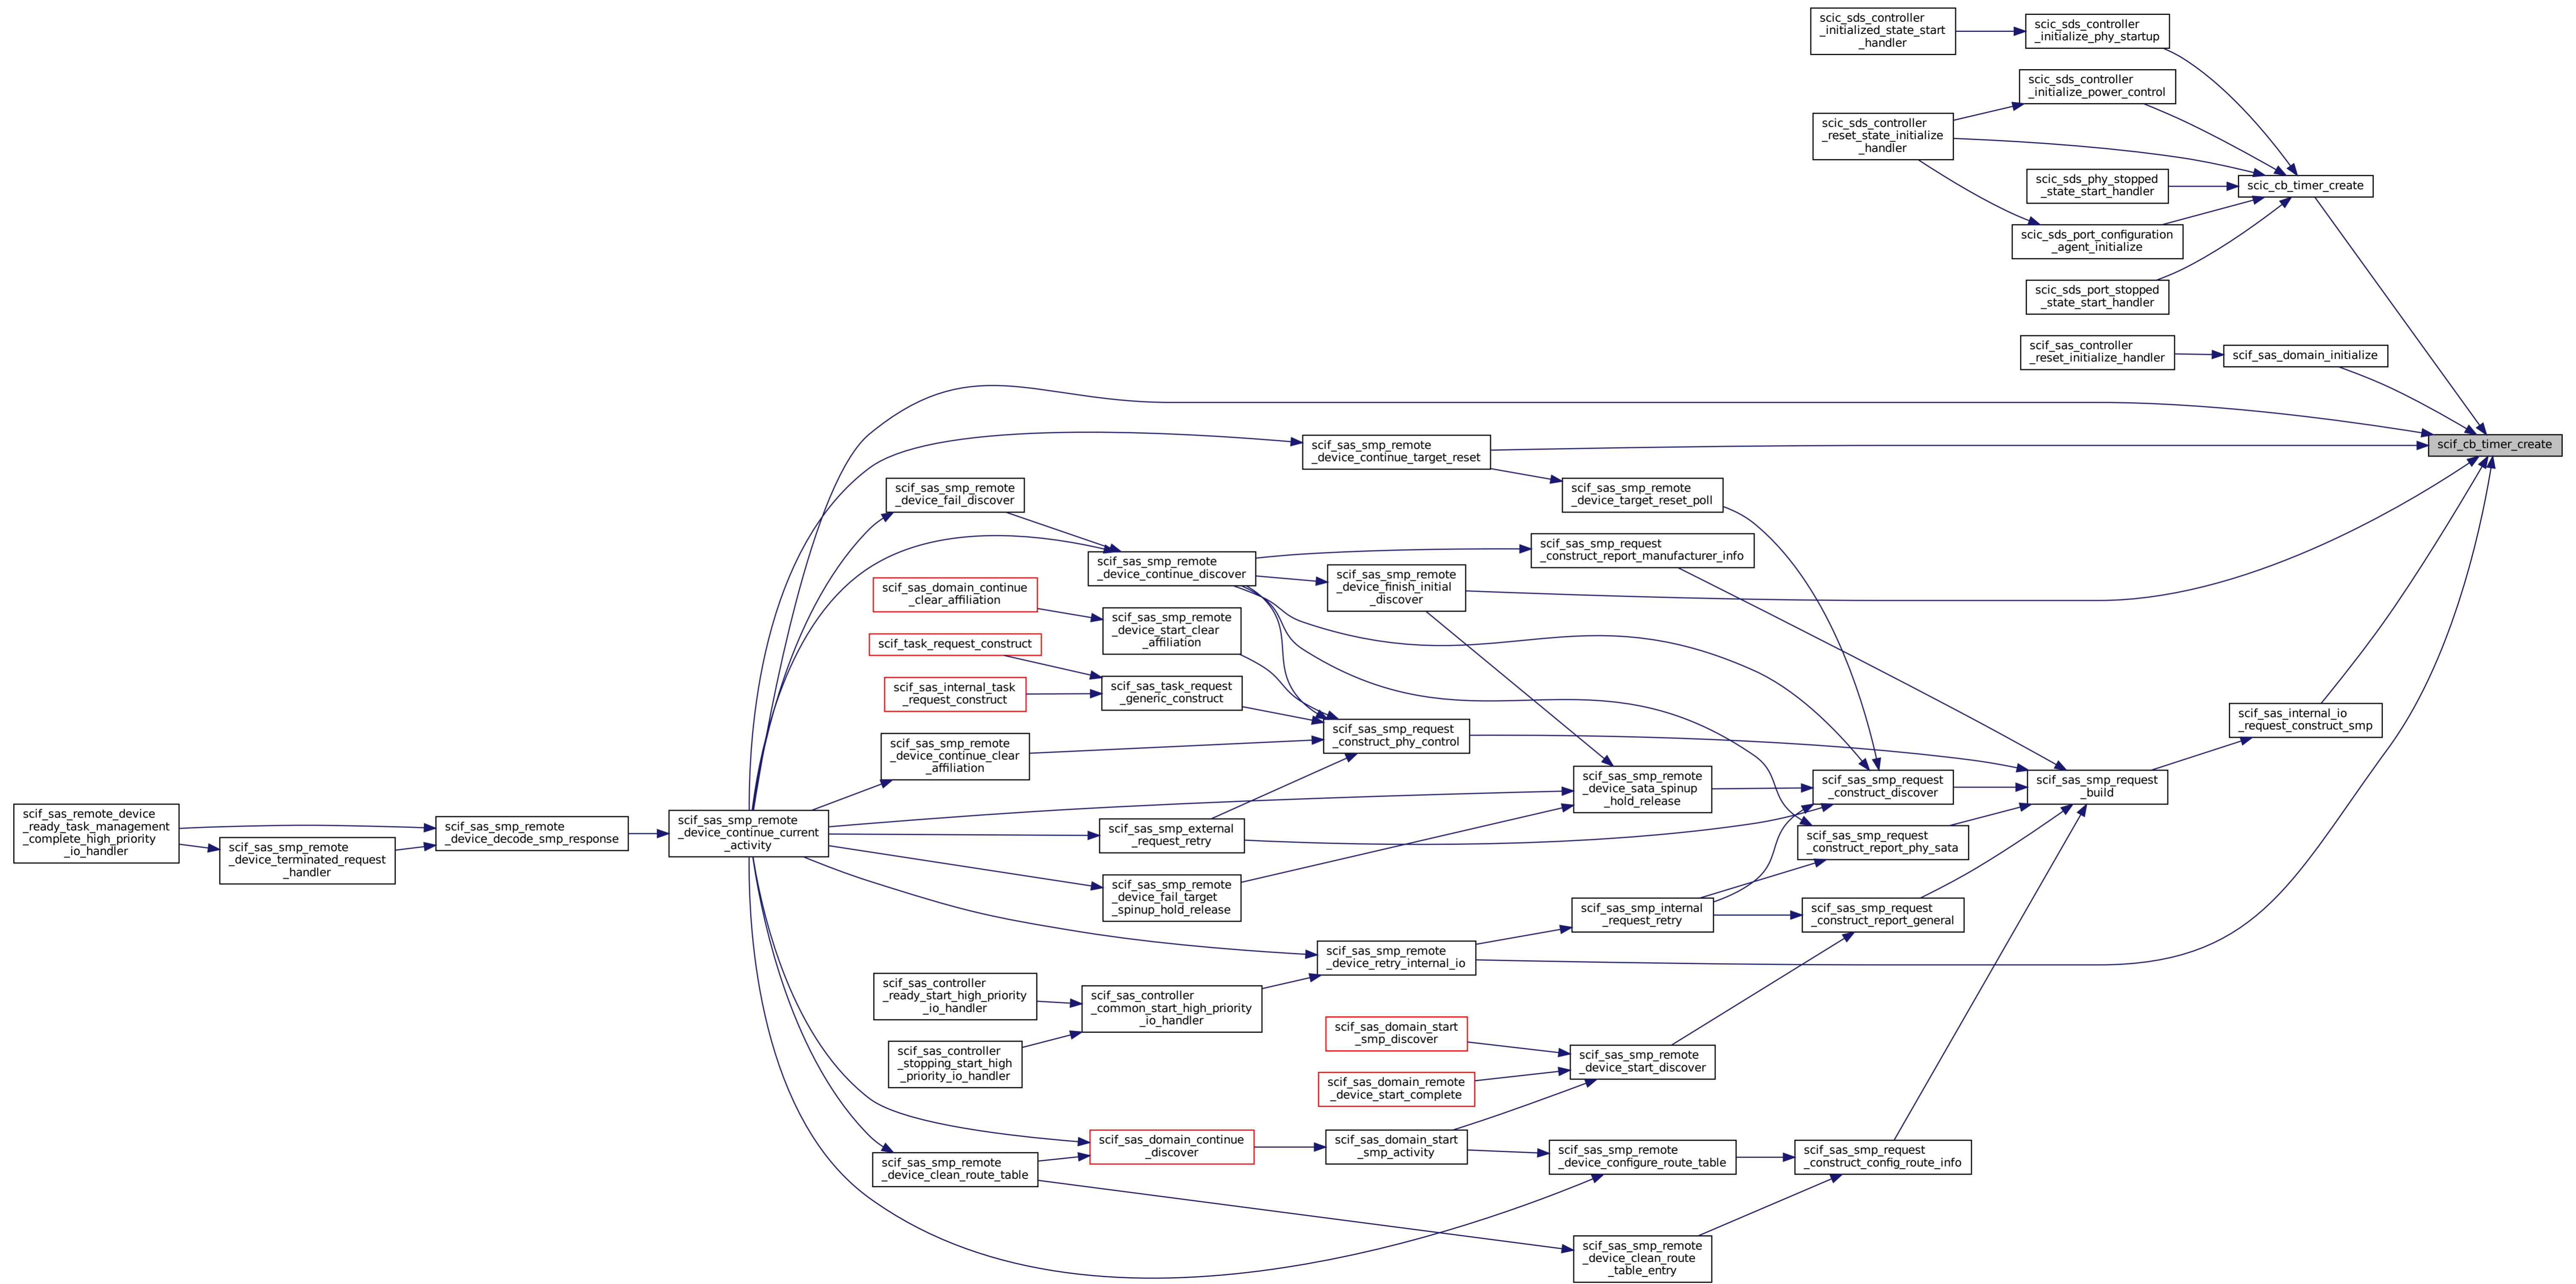 scic_sds_controller
_initialized_state_start
_handler
scic_sds_controller
_initialize_phy_startup
scic_sds_controller
_initialize_power_control
scic_sds_controller
_reset_state_initialize
_handler
scic_sds_phy_stopped
_state_start_handler
scic_cb_timer_create
scic_sds_port_configuration
_agent_initialize
scic_sds_port_stopped
_state_start_handler
scif_sas_controller
_reset_initialize_handler
scif_sas_domain_initialize
scif_cb_timer_create
scif_sas_smp_remote
_device_continue_target_reset
scif_sas_smp_remote
_device_fail_discover
scif_sas_smp_remote
_device_target_reset_poll
scif_sas_smp_request
_construct_report_manufacturer_info
scif_sas_smp_remote
_device_continue_discover
scif_sas_smp_remote
_device_finish_initial
_discover
scif_sas_domain_continue
_clear_affiliation
scif_sas_smp_remote
_device_start_clear
_affiliation
scif_task_request_construct
scif_sas_internal_task
_request_construct
scif_sas_task_request
_generic_construct
scif_sas_smp_request
_construct_phy_control
scif_sas_internal_io
_request_construct_smp
scif_sas_smp_remote
_device_continue_clear
_affiliation
scif_sas_smp_remote
_device_sata_spinup
_hold_release
scif_sas_smp_request
_construct_discover
scif_sas_smp_request
_build
scif_sas_remote_device
_ready_task_management
_complete_high_priority
_io_handler
scif_sas_smp_remote
_device_terminated_request
_handler
scif_sas_smp_remote
_device_decode_smp_response
scif_sas_smp_remote
_device_continue_current
_activity
scif_sas_smp_external
_request_retry
scif_sas_smp_request
_construct_report_phy_sata
scif_sas_smp_remote
_device_fail_target
_spinup_hold_release
scif_sas_smp_internal
_request_retry
scif_sas_smp_request
_construct_report_general
scif_sas_smp_remote
_device_retry_internal_io
scif_sas_controller
_ready_start_high_priority
_io_handler
scif_sas_controller
_common_start_high_priority
_io_handler
scif_sas_controller
_stopping_start_high
_priority_io_handler
scif_sas_domain_start
_smp_discover
scif_sas_domain_remote
_device_start_complete
scif_sas_smp_remote
_device_start_discover
scif_sas_domain_continue
_discover
scif_sas_domain_start
_smp_activity
scif_sas_smp_remote
_device_configure_route_table
scif_sas_smp_request
_construct_config_route_info
scif_sas_smp_remote
_device_clean_route_table
scif_sas_smp_remote
_device_clean_route
_table_entry